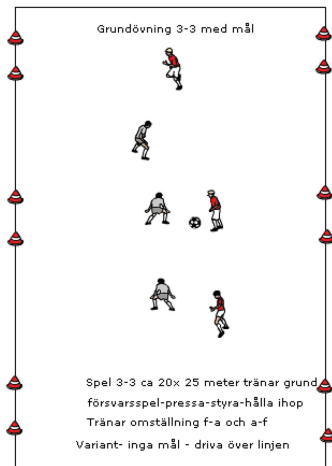 Grundövning 3-3 med mål
Spel 3-3 ca 20x 25 meter tränar grund
försvarsspel-pressa-styra-hålla ihop
Tränar omställning f-a och a-f
Variant- inga mål - driva över linjen